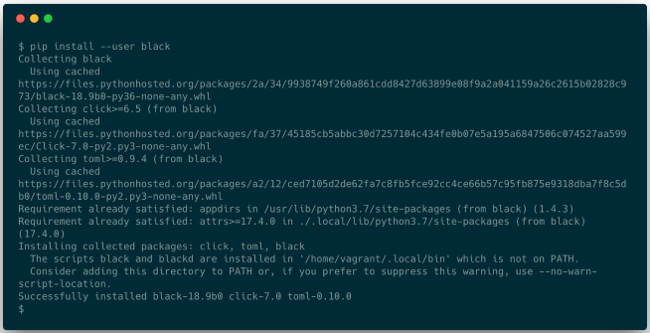 $ pip install --user black
Collecting black
  Using cached
https://files.pythonhosted.org/packages/2a/34/9938749f260a861cdd8427d63899e08f9a2a041159a26c2615b02828c9
73/black-18.9b0-py36-none-any.whl
Collecting click>=6.5 (from black)
  Using cached
https://files.pythonhosted.org/packages/fa/37/45185cb5abbc30d7257104c434fe0b07e5a195a6847506c074527aa599
ec/Click-7.0-py2.py3-none-any.whl
Collecting toml>=0.9.4 (from black)
  Using cached
https://files.pythonhosted.org/packages/a2/12/ced7105d2de62fa7c8fb5fce92cc4ce66b57c95fb875e9318dba7f8c5d
b0/toml-0.10.0-py2.py3-none-any.whl
Requirement already satisfied: appdirs in /usr/lib/python3.7/site-packages (from black) (1.4.3)
Requirement already satisfied: attrs>=17.4.0 in ./.local/lib/python3.7/site-packages (from black)
(17.4.0)
Installing collected packages: click, toml, black
  The scripts black and blackd are installed in '/home/vagrant/.local/bin' which is not on PATH.
  Consider adding this directory to PATH or, if you prefer to suppress this warning, use --no-warn-
script-location.
Successfully installed black-18.9b0 click-7.0 toml-0.10.0
$